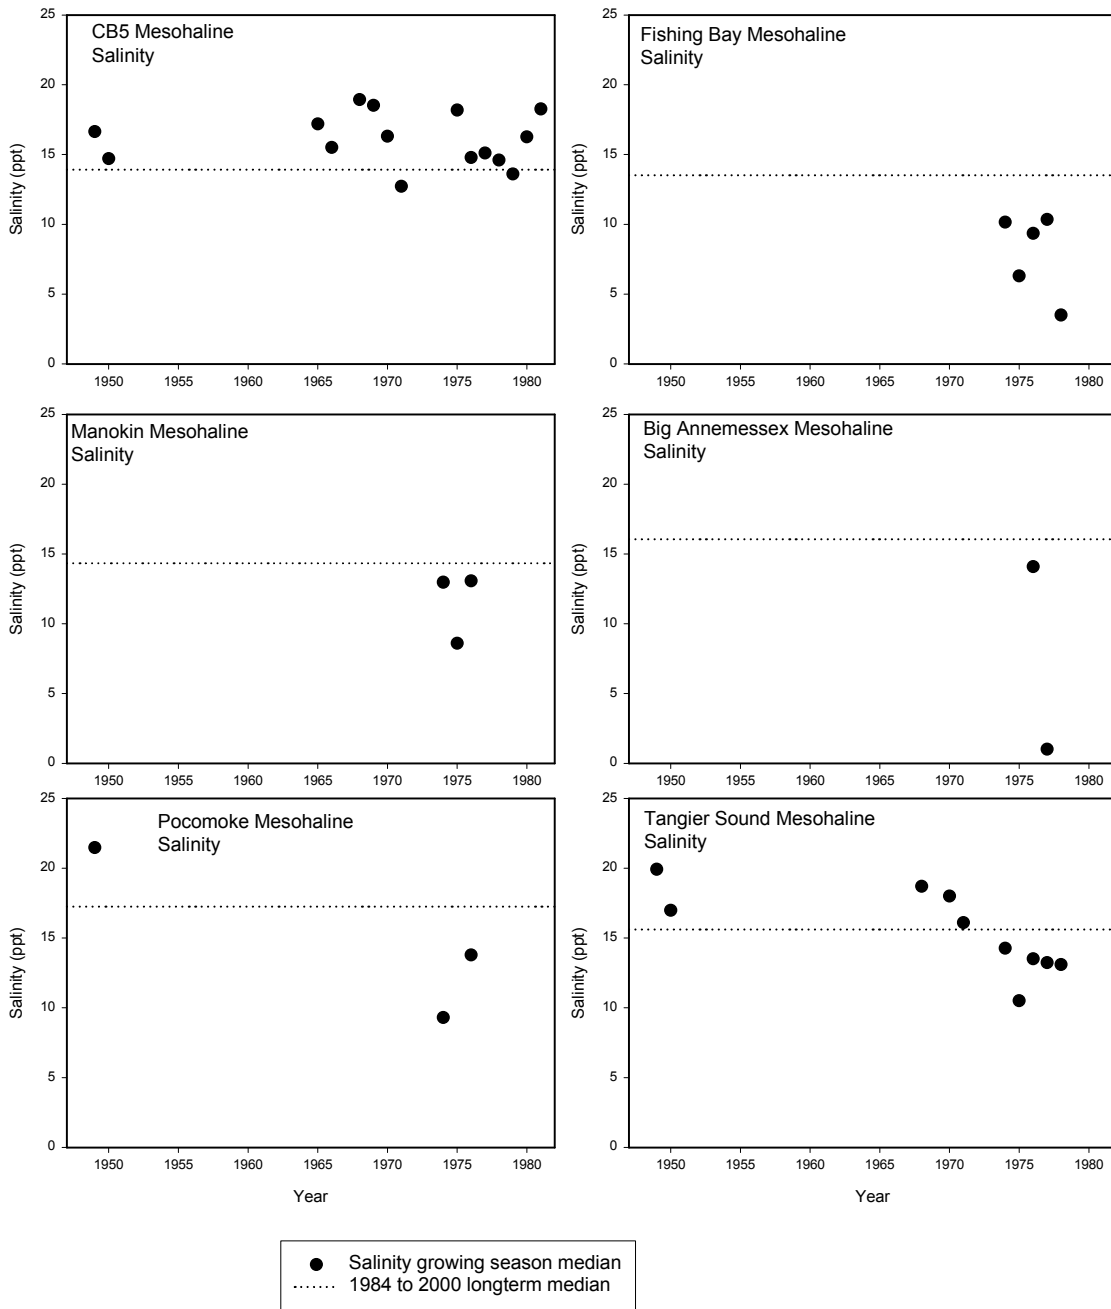 CB5 Mesohaline
Salinity
Salinity (ppt)
25
20
15
10
5
0
1950 1955 1960 1965 1970 1975 1980
Fishing Bay Mesohaline
Salinity
Salinity (ppt)
25
20
15
10
5
0
1950 1955 1960 1965 1970 1975 1980
Manokin Mesohaline
Salinity
Salinity (ppt)
25
20
15
10
5
0
1950 1955 1960 1965 1970 1975 1980
Big Annemessex Mesohaline
Salinity
Salinity (ppt)
25
20
15
10
5
0
1950 1955 1960 1965 1970 1975 1980
Pocomoke Mesohaline
Salinity
Salinity (ppt)
25
20
15
10
5
0
1950 1955 1960 1965 1970 1975 1980
Year
Tangier Sound Mesohaline
Salinity
Salinity (ppt)
25
20
15
10
5
0
1950 1955 1960 1965 1970 1975 1980
Year
Salinity growing season median
1984 to 2000 longterm median